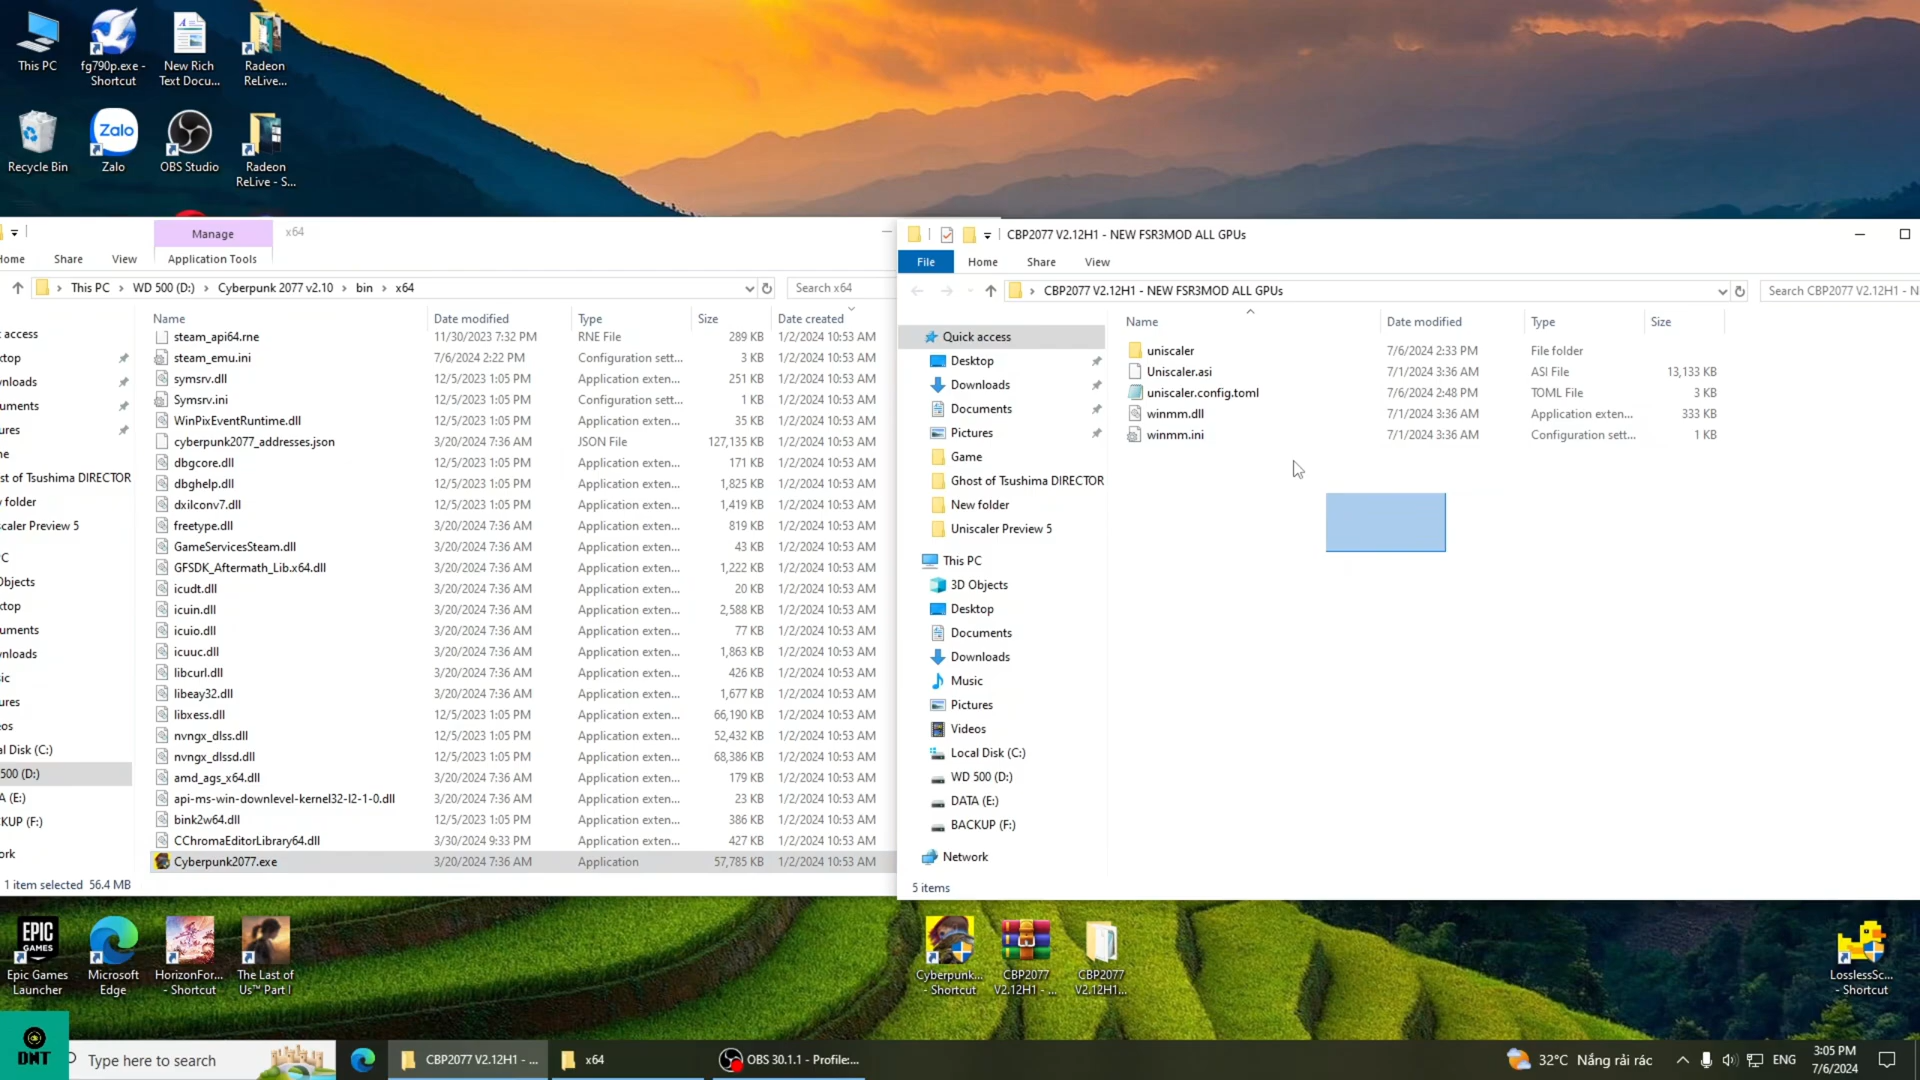 This PC
fg790p.exe -
Shortcut
New Rich
Text Docu...
Radeon
ReLive...
Recycle Bin
Zalo
Zalo
OBS Studio
Radeon
ReLive - S...
Manage
x64
ome
Share
View
Application Tools
This PC
WD 500 (D:)
Cyberpunk 2077 v2.10
bin
x64
Search x64
Name
Date modified
Type
Size
Date created
steam_api64.rne 11/30/2023 7:32 PM RNE File 289 KB 1/2/2024 10:53 AM
steam_emu.ini 7/6/2024 2:22 PM Configuration sett... 3 KB 1/2/2024 10:53 AM
symsrv.dll 12/5/2023 1:05 PM Application exten... 251 KB 1/2/2024 10:53 AM
Symsrv.ini 12/5/2023 1:05 PM Configuration sett... 1 KB 1/2/2024 10:53 AM
WinPixEventRuntime.dll 12/5/2023 1:05 PM Application exten... 35 KB 1/2/2024 10:53 AM
cyberpunk2077_addresses.json 3/20/2024 7:36 AM JSON File 127,135 KB 1/2/2024 10:53 AM
dbgcore.dll 12/5/2023 1:05 PM Application exten... 171 KB 1/2/2024 10:53 AM
dbghelp.dll 12/5/2023 1:05 PM Application exten... 1,825 KB 1/2/2024 10:53 AM
dxilconv7.dll 12/5/2023 1:05 PM Application exten... 1,419 KB 1/2/2024 10:53 AM
freetype.dll 3/20/2024 7:36 AM Application exten... 819 KB 1/2/2024 10:53 AM
GameServicesSteam.dll 3/20/2024 7:36 AM Application exten... 43 KB 1/2/2024 10:53 AM
GFSDK_Aftermath_Lib.x64.dll 3/20/2024 7:36 AM Application exten... 1,222 KB 1/2/2024 10:53 AM
icudt.dll 3/20/2024 7:36 AM Application exten... 20 KB 1/2/2024 10:53 AM
icuin.dll 3/20/2024 7:36 AM Application exten... 2,588 KB 1/2/2024 10:53 AM
icuio.dll 3/20/2024 7:36 AM Application exten... 77 KB 1/2/2024 10:53 AM
icuuc.dll 3/20/2024 7:36 AM Application exten... 1,863 KB 1/2/2024 10:53 AM
libcurl.dll 3/20/2024 7:36 AM Application exten... 426 KB 1/2/2024 10:53 AM
libeay32.dll 3/20/2024 7:36 AM Application exten... 1,677 KB 1/2/2024 10:53 AM
libxess.dll 12/5/2023 1:05 PM Application exten... 66,190 KB 1/2/2024 10:53 AM
nvngx_dlss.dll 12/5/2023 1:05 PM Application exten... 52,432 KB 1/2/2024 10:53 AM
nvngx_dlssd.dll 12/5/2023 1:05 PM Application exten... 68,386 KB 1/2/2024 10:53 AM
amd_ags_x64.dll 3/20/2024 7:36 AM Application exten... 179 KB 1/2/2024 10:53 AM
api-ms-win-downlevel-kernel32-l2-1-0.dll 3/20/2024 7:36 AM Application exten... 23 KB 1/2/2024 10:53 AM
bink2w64.dll 12/5/2023 1:05 PM Application exten... 386 KB 1/2/2024 10:53 AM
CChromaEditorLibrary64.dll 3/30/2024 9:33 PM Application exten... 427 KB 1/2/2024 10:53 AM
Cyberpunk2077.exe 3/20/2024 7:36 AM Application 57,785 KB 1/2/2024 10:53 AM
access
ktop
wnloads
uments
ures
me
st of Tsushima DIRECTOR
v folder
caler Preview 5
C
Objects
ktop
uments
wnloads
sic
ures
eos
al Disk (C:)
500 (D:)
A (E:)
KUP (F:)
ork
1 item selected 56.4 MB
CBP2077 V2.12H1 - NEW FSR3MOD ALL GPUs
File
Home
Share
View
CBP2077 V2.12H1 - NEW FSR3MOD ALL GPUs
Search CBP2077 V2.12H1 - N
Name
Date modified
Type
Size
uniscaler 7/6/2024 2:33 PM File folder
Uniscaler.asi 7/1/2024 3:36 AM ASI File 13,133 KB
uniscaler.config.toml 7/6/2024 2:48 PM TOML File 3 KB
winmm.dll 7/1/2024 3:36 AM Application exten... 333 KB
winmm.ini 7/1/2024 3:36 AM Configuration sett... 1 KB
Quick access
Desktop
Downloads
Documents
Pictures
Game
Ghost of Tsushima DIRECTOR
New folder
Uniscaler Preview 5
This PC
3D Objects
Desktop
Documents
Downloads
Music
Pictures
Videos
Local Disk (C:)
WD 500 (D:)
DATA (E:)
BACKUP (F:)
Network
5 items
EPIC
GAMES
Epic Games
Launcher
Microsoft
Edge
HorizonFor...
- Shortcut
The Last of
Us™ Part I
Cyberpunk...
- Shortcut
CBP2077
V2.12H1 - ...
CBP2077
V2.12H1...
LosslessSc...
- Shortcut
DNT
Type here to search
CBP2077 V2.12H1 - ...
x64
OBS 30.1.1 - Profile:...
32°C Nắng rải rác
ENG
3:05 PM
7/6/2024